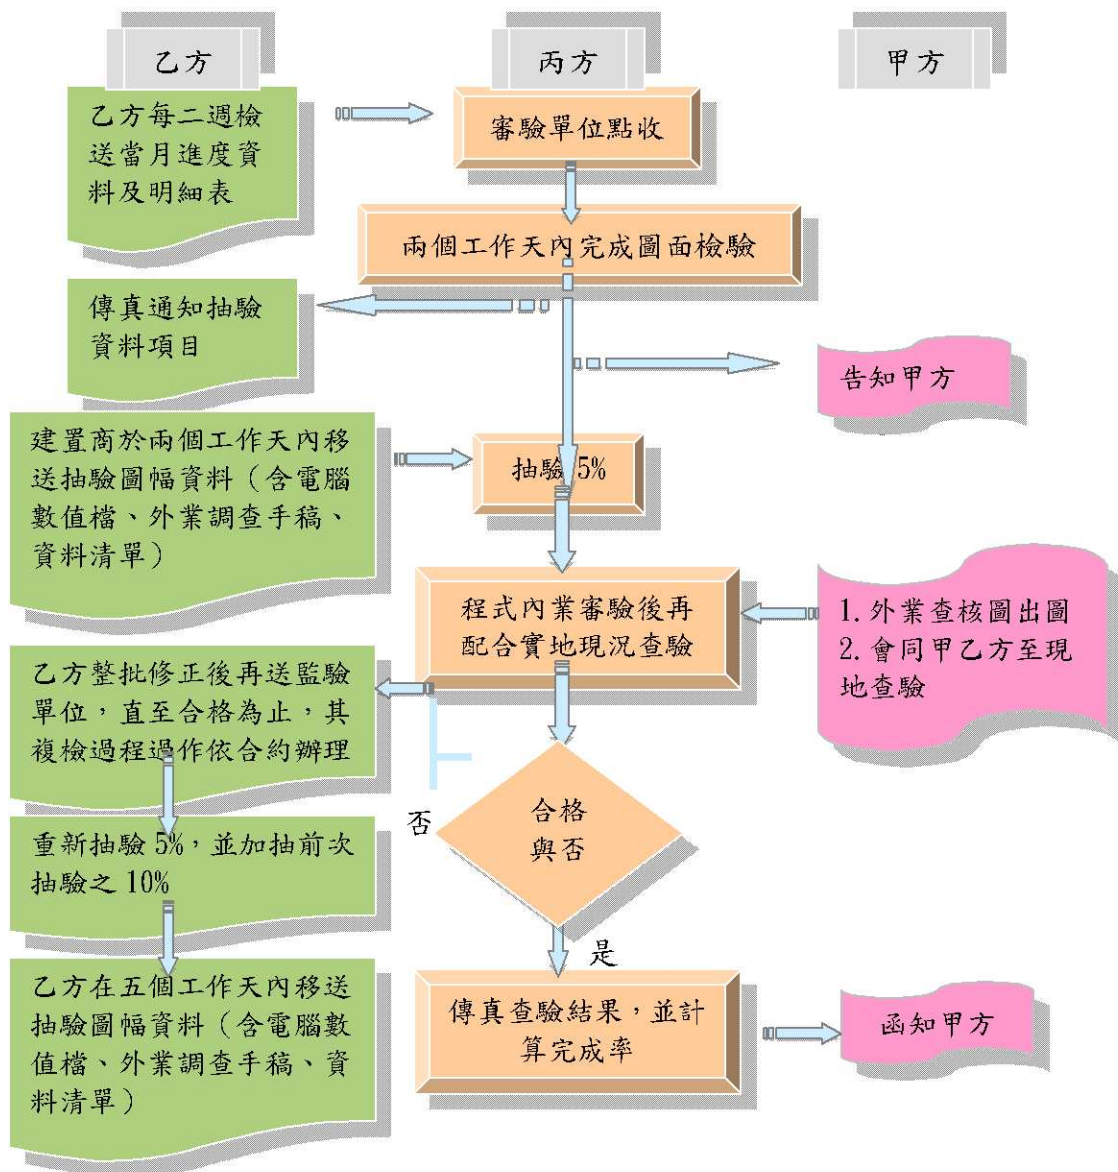 乙方
丙方
甲方
乙方每二週檢
送當月進度資
料及明細表
審驗單位點收
兩個工作天內完成圖面檢驗
傳真通知抽驗
資料項目
告知甲方
建置商於兩個工作天內移
送抽驗圖幅資料（含電腦
數值檔、外業調查手稿、
資料清單）
抽驗 5%
程式內業審驗後再
配合實地現況查驗
1. 外業查核圖出圖
2. 會同甲乙方至現
地查驗
乙方整批修正後再送監驗
單位，直至合格為止，其
複檢過程過作依合約辦理
否
合格
與否
重新抽驗 5%，並加抽前次
抽驗之 10%
是
乙方在五個工作天內移送
抽驗圖幅資料（含電腦數
值檔、外業調查手稿、資
料清單）
傳真查驗結果，並計
算完成率
函知甲方